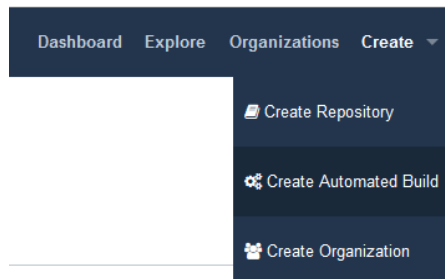 Dashboard Explore Organizations Create
Create Repository
Create Automated Build
Create Organization